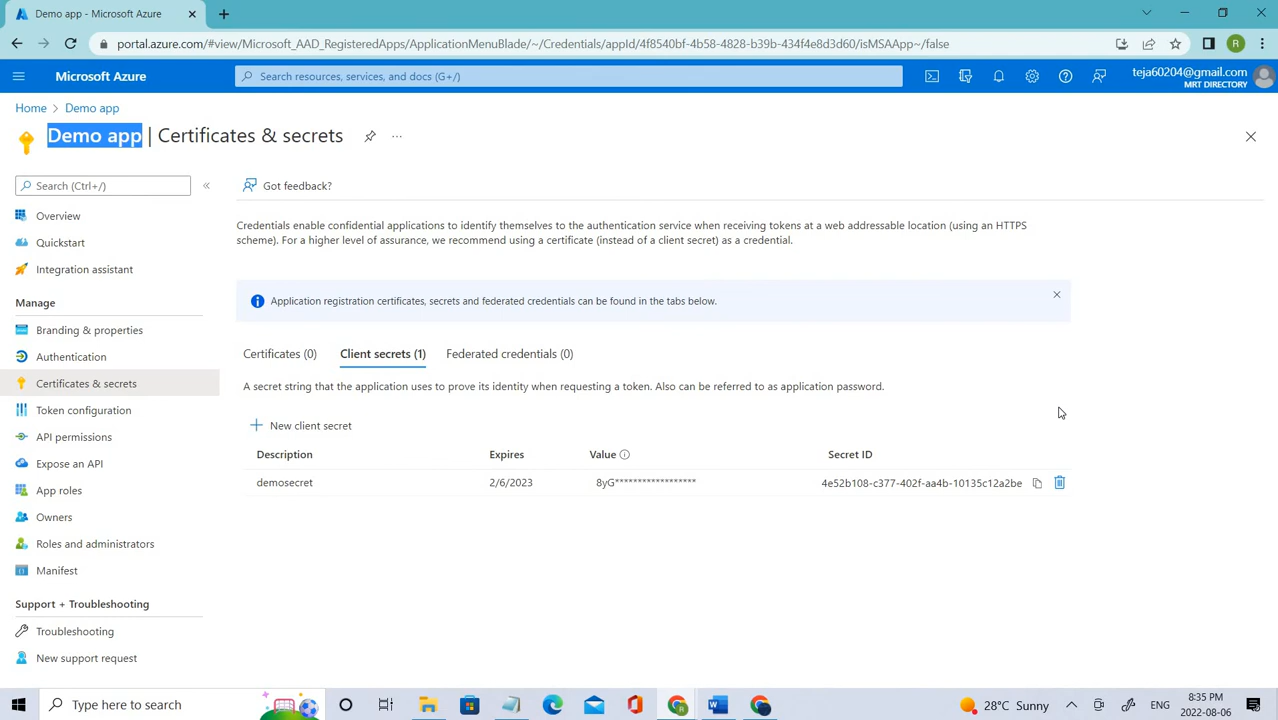 Demo app - Microsoft Azure
portal.azure.com/#view/Microsoft_AAD_RegisteredApps/ApplicationMenuBlade/~/Credentials/appId/4f8540bf-4b58-4828-b39b-434f4e8d3d60/isMSAApp~/false
R
Microsoft Azure
Search resources, services, and docs (G+/)
teja60204@gmail.com
MRT DIRECTORY
Home > Demo app
Demo app | Certificates & secrets
Search (Ctrl+/)
Got feedback?
Overview
Quickstart
Integration assistant
Manage
Branding & properties
Authentication
Certificates & secrets
Token configuration
API permissions
Expose an API
App roles
Owners
Roles and administrators
Manifest
Support + Troubleshooting
Troubleshooting
New support request
Credentials enable confidential applications to identify themselves to the authentication service when receiving tokens at a web addressable location (using an HTTPS
scheme). For a higher level of assurance, we recommend using a certificate (instead of a client secret) as a credential.
Application registration certificates, secrets and federated credentials can be found in the tabs below.
Certificates (0) Client secrets (1) Federated credentials (0)
A secret string that the application uses to prove its identity when requesting a token. Also can be referred to as application password.
New client secret
Description Expires Value Secret ID
demosecret 2/6/2023 8yG****************** 4e52b108-c377-402f-aa4b-10135c12a2be
Type here to search
28°C Sunny
ENG
8:35 PM
2022-08-06